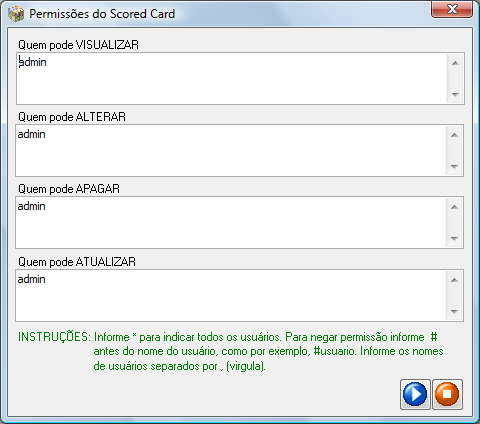 Permissões do Scored Card
Quem pode VISUALIZAR
admin
Quem pode ALTERAR
admin
Quem pode APAGAR
admin
Quem pode ATUALIZAR
admin
INSTRUÇÕES: Informe * para indicar todos os usuários. Para negar permissão informe #
antes do nome do usuário, como por exemplo, #usuario. Informe os nomes
de usuários separados por , (virgula).